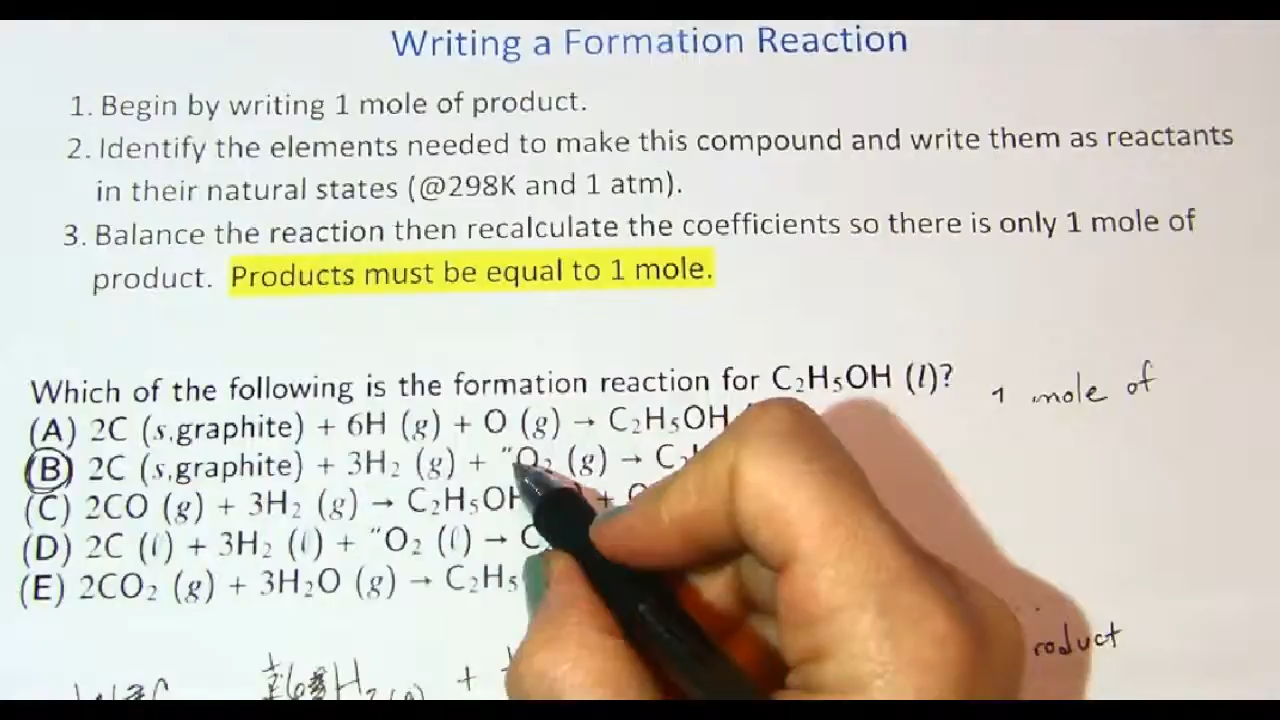 Writing a Formation Reaction
1. Begin by writing 1 mole of product.
2. Identify the elements needed to make this compound and write them as reactants
in their natural states (@298K and 1 atm).
3. Balance the reaction then recalculate the coefficients so there is only 1 mole of
product. Products must be equal to 1 mole.
Which of the following is the formation reaction for C₂H₅OH (l)?
1 mole of
(A) 2C (s,graphite) + 6H (g) + O (g) → C₂H₅OH
(B) 2C (s,graphite) + 3H₂ (g) + "O₂ (g) → C₂
(C) 2CO (g) + 3H₂ (g) → C₂H₅OH + O
(D) 2C (l) + 3H₂ (l) + "O₂ (l) → C
(E) 2CO₂ (g) + 3H₂O (g) → C₂H₅
roduct
H₂(g) +